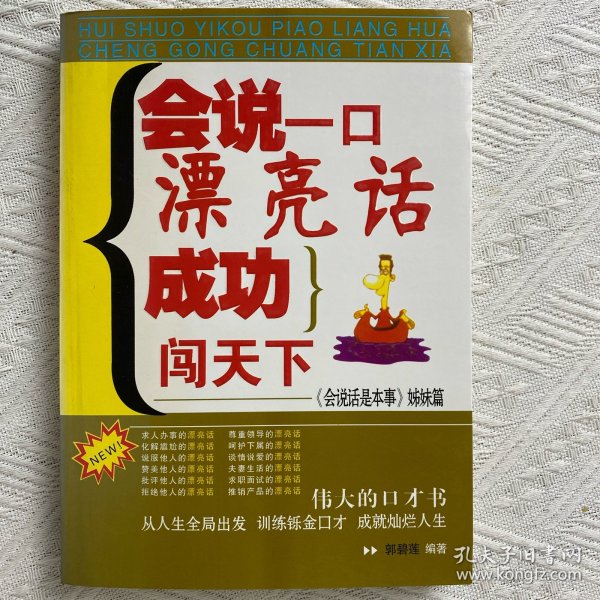 HUI SHUO YIKOU PIAO LIANG HUA
CHENG GONG CHUANG TIAN XIA
会说一口
漂亮话
成功
闯天下
《会说话是本事》姊妹篇
NEW!
求人办事的漂亮话 尊重领导的漂亮话
化解尴尬的漂亮话 呵护下属的漂亮话
说服他人的漂亮话 谈情说爱的漂亮话
赞美他人的漂亮话 夫妻生活的漂亮话
批评他人的漂亮话 求职面试的漂亮话
拒绝他人的漂亮话 推销产品的漂亮话
伟大的口才书
从人生全局出发 训练铄金口才 成就灿烂人生
郭碧莲 编著
孔夫子旧书网
www.kongfz.com